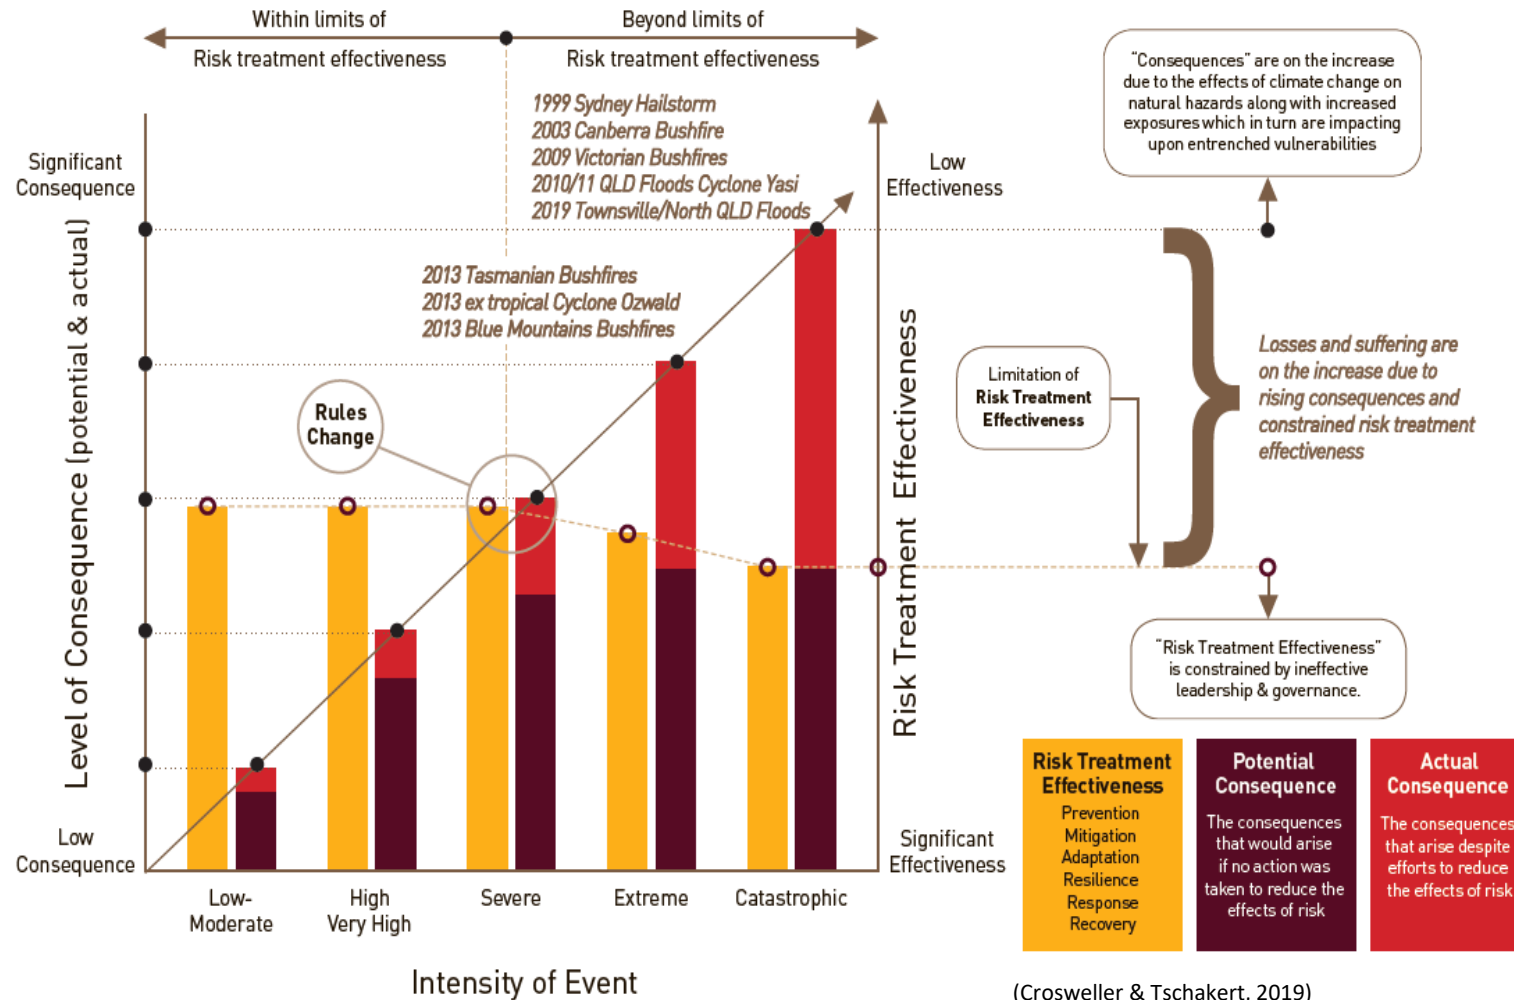 Within limits of
Risk treatment effectiveness
Beyond limits of
Risk treatment effectiveness
1999 Sydney Hailstorm
2003 Canberra Bushfire
2009 Victorian Bushfires
2010/11 QLD Floods Cyclone Yasi
2019 Townsville/North QLD Floods
2013 Tasmanian Bushfires
2013 ex tropical Cyclone Ozwald
2013 Blue Mountains Bushfires
Significant
Consequence
Level of Consequence (potential & actual)
Low
Consequence
Rules
Change
Low
Effectiveness
Risk Treatment Effectiveness
Significant
Effectiveness
Low-
Moderate
High
Very High
Severe
Extreme
Catastrophic
Intensity of Event
“Consequences” are on the increase
due to the effects of climate change on
natural hazards along with increased
exposures which in turn are impacting
upon entrenched vulnerabilities
Limitation of
Risk Treatment
Effectiveness
Losses and suffering are
on the increase due to
rising consequences and
constrained risk treatment
effectiveness
“Risk Treatment Effectiveness”
is constrained by ineffective
leadership & governance.
Risk Treatment
Effectiveness
Prevention
Mitigation
Adaptation
Resilience
Response
Recovery
Potential
Consequence
The consequences
that would arise
if no action was
taken to reduce the
effects of risk
Actual
Consequence
The consequences
that arise despite
efforts to reduce
the effects of risk
(Crosweller & Tschakert, 2019)